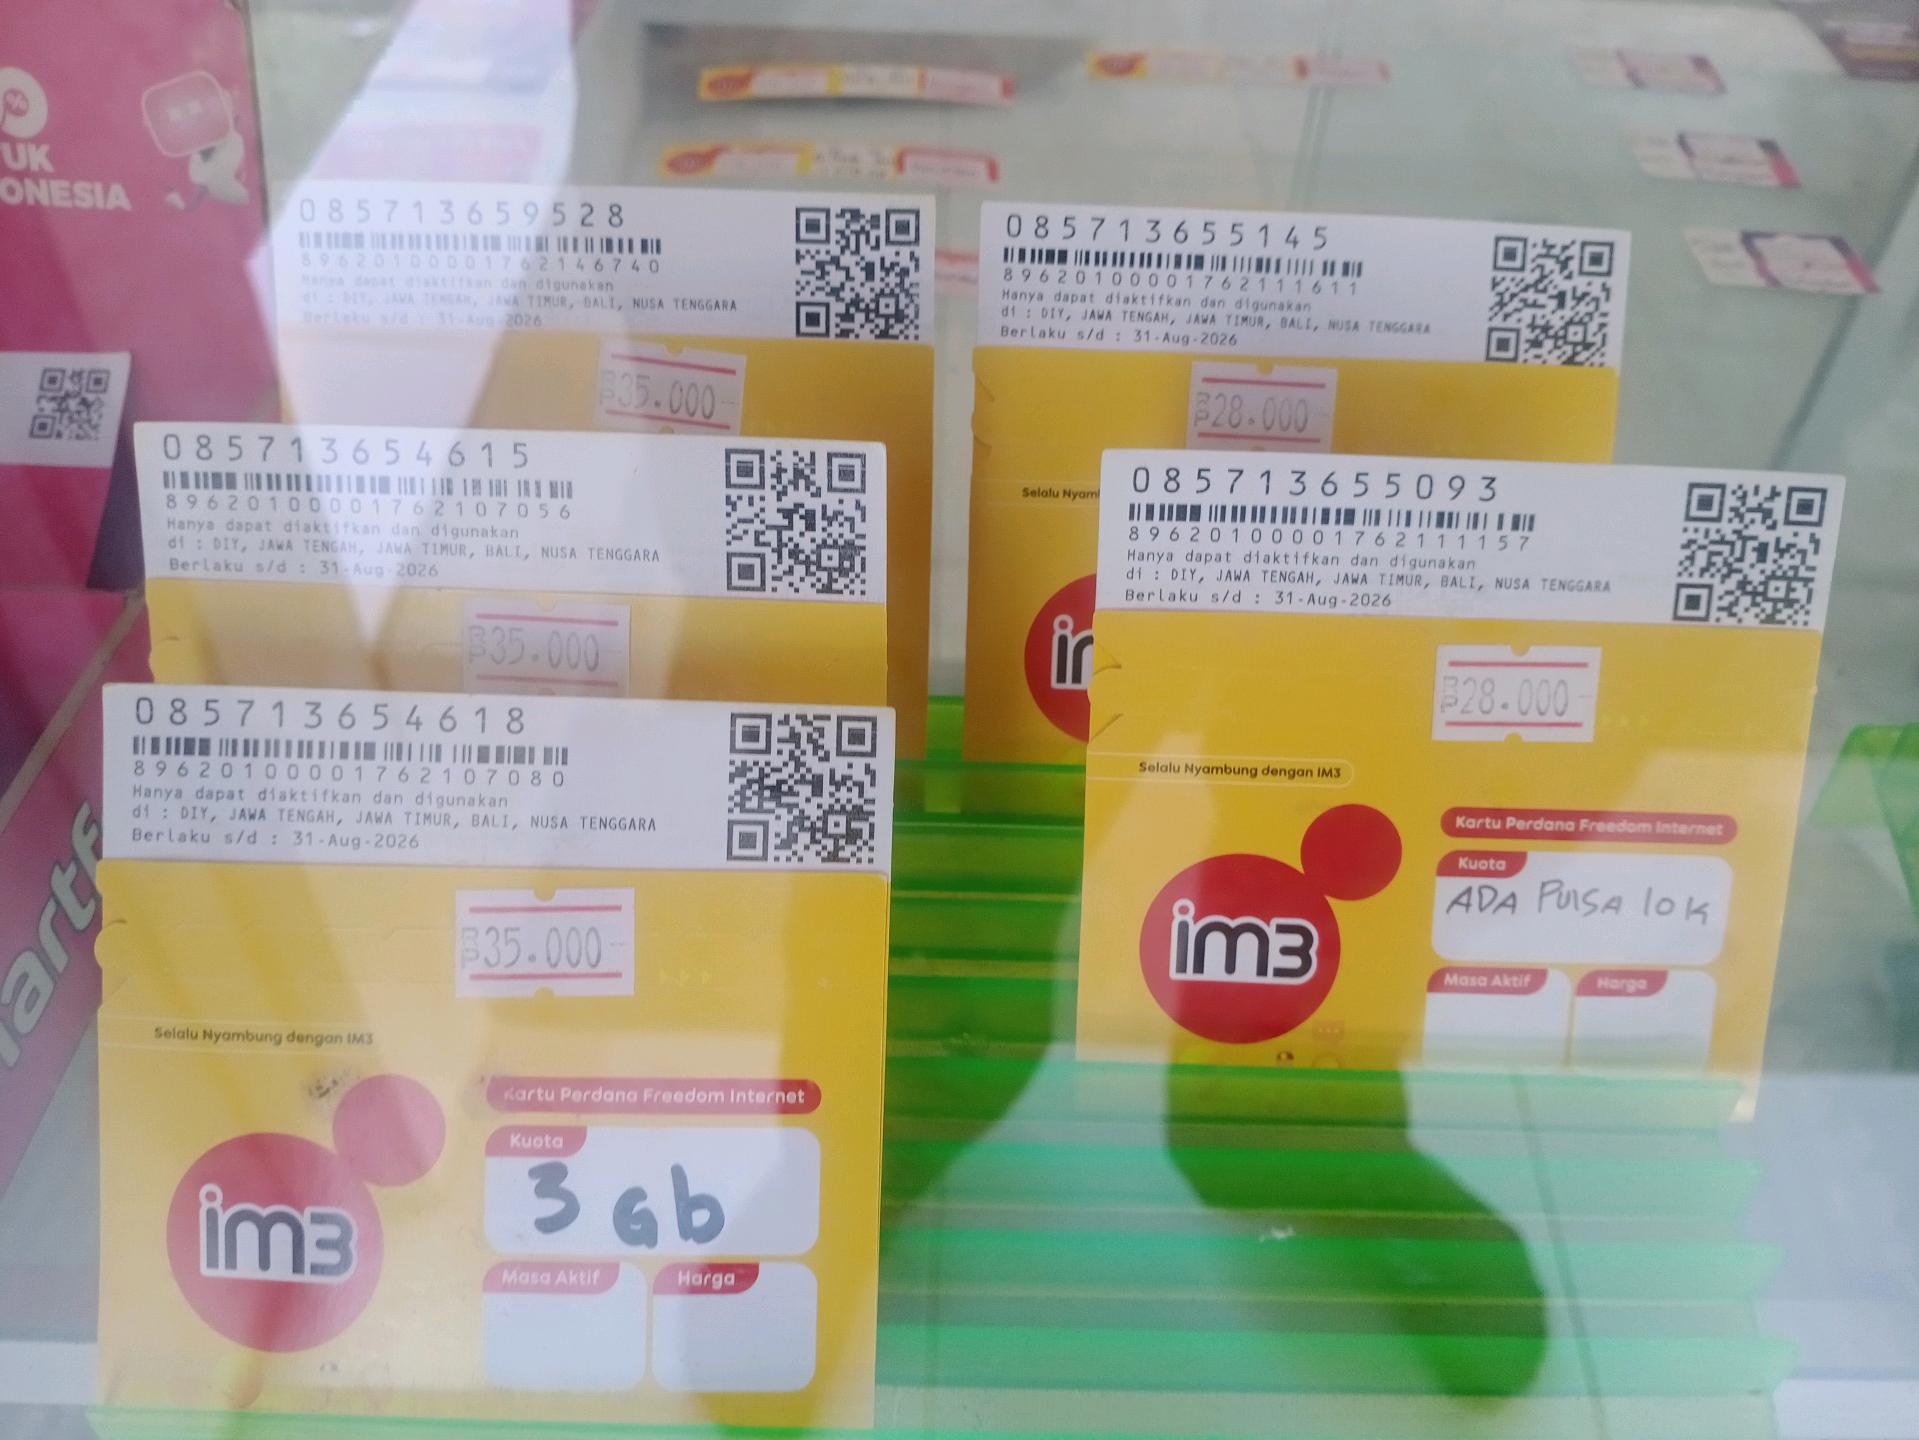 UK
ONESIA
085713659528
89620100001762146740
Hanya dapat diaktifkan dan digunakan
di : DIY, JAWA TENGAH, JAWA TIMUR, BALI, NUSA TENGGARA
Berlaku s/d : 31-Aug-2026
RP35.000
085713655145
89620100001762111611
Hanya dapat diaktifkan dan digunakan
di : DIY, JAWA TENGAH, JAWA TIMUR, BALI, NUSA TENGGARA
Berlaku s/d : 31-Aug-2026
RP28.000
Selalu Nyam
im
085713654615
89620100001762107056
Hanya dapat diaktifkan dan digunakan
di : DIY, JAWA TENGAH, JAWA TIMUR, BALI, NUSA TENGGARA
Berlaku s/d : 31-Aug-2026
RP35.000
085713655093
89620100001762111157
Hanya dapat diaktifkan dan digunakan
di : DIY, JAWA TENGAH, JAWA TIMUR, BALI, NUSA TENGGARA
Berlaku s/d : 31-Aug-2026
RP28.000
Selalu Nyambung dengan IM3
im3
Kartu Perdana Freedom Internet
Kuota
ADA PULSA 10K
Masa Aktif
Harga
085713654618
89620100001762107080
Hanya dapat diaktifkan dan digunakan
di : DIY, JAWA TENGAH, JAWA TIMUR, BALI, NUSA TENGGARA
Berlaku s/d : 31-Aug-2026
RP35.000
Selalu Nyambung dengan IM3
im3
Kartu Perdana Freedom Internet
Kuota
3 Gb
Masa Aktif
Harga
artf